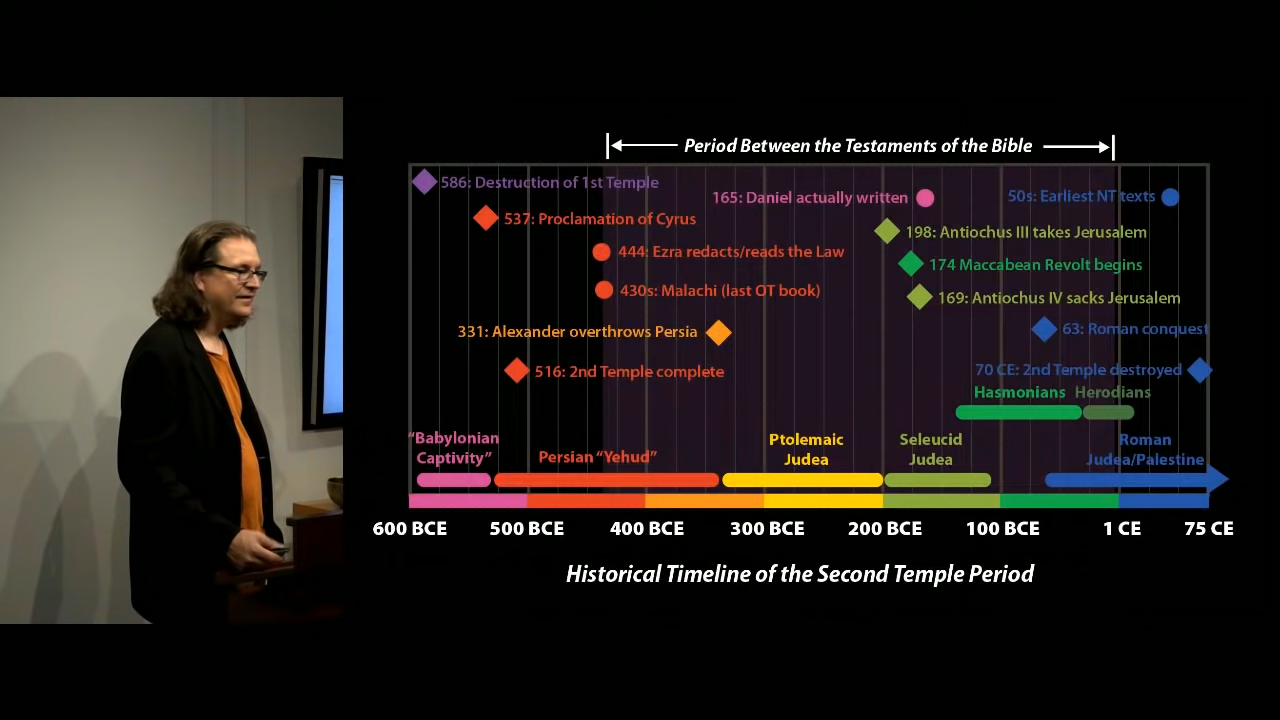 Period Between the Testaments of the Bible
586: Destruction of 1st Temple
165: Daniel actually written
50s: Earliest NT texts
537: Proclamation of Cyrus
198: Antiochus III takes Jerusalem
444: Ezra redacts/reads the Law
174 Maccabean Revolt begins
430s: Malachi (last OT book)
169: Antiochus IV sacks Jerusalem
331: Alexander overthrows Persia
63: Roman conquest
516: 2nd Temple complete
70 CE: 2nd Temple destroyed
Hasmonians
Herodians
"Babylonian
Captivity"
Persian "Yehud"
Ptolemaic
Judea
Seleucid
Judea
Roman
Judea/Palestine
600 BCE 500 BCE 400 BCE 300 BCE 200 BCE 100 BCE 1 CE 75 CE
Historical Timeline of the Second Temple Period